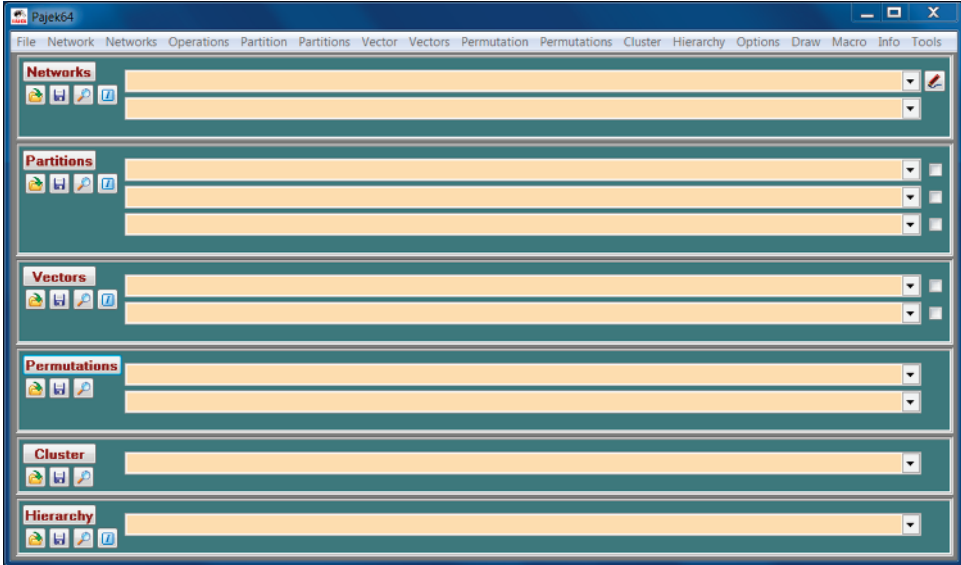 Pajek64
File Network Networks Operations Partition Partitions Vector Vectors Permutation Permutations Cluster Hierarchy Options Draw Macro Info Tools
Networks
Partitions
Vectors
Permutations
Cluster
Hierarchy